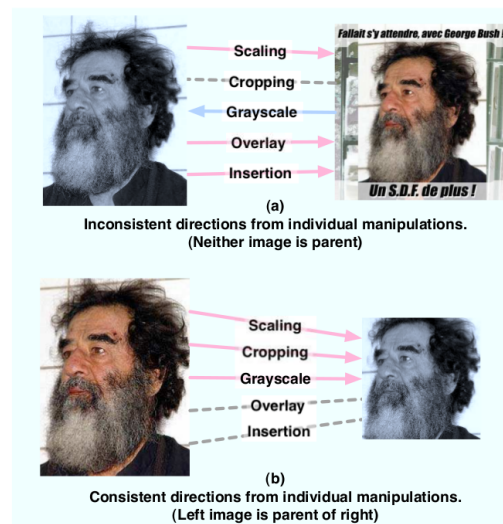 Fallait s'y attendre, avec George Bush !
Scaling
Cropping
Grayscale
Overlay
Insertion
Un S.D.F. de plus !
(a)
Inconsistent directions from individual manipulations.
(Neither image is parent)
Scaling
Cropping
Grayscale
Overlay
Insertion
(b)
Consistent directions from individual manipulations.
(Left image is parent of right)